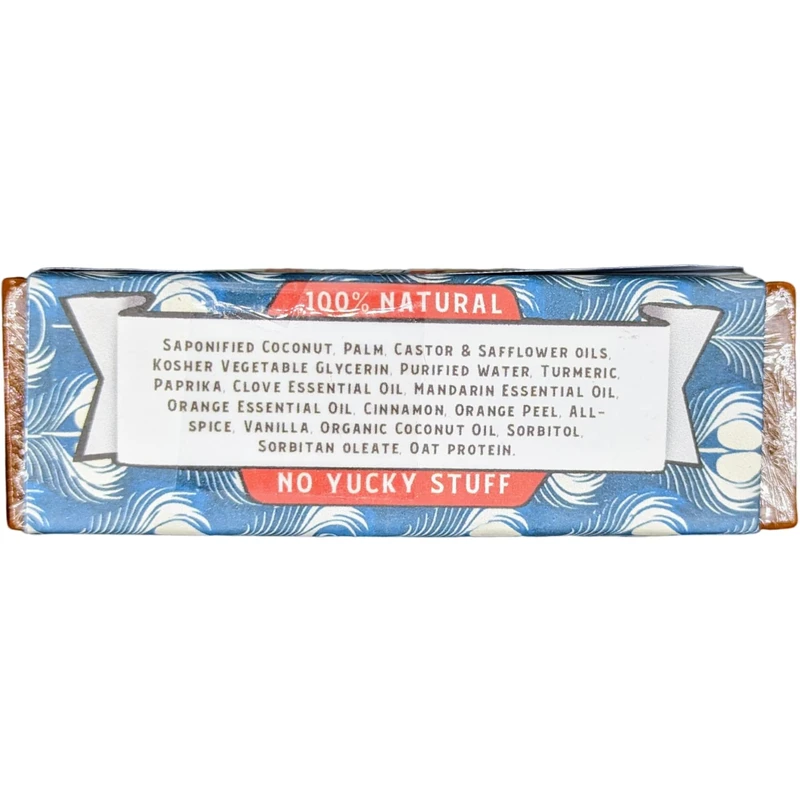 100% NATURAL
SAPONIFIED COCONUT, PALM, CASTOR & SAFFLOWER OILS,
KOSHER VEGETABLE GLYCERIN, PURIFIED WATER, TURMERIC,
PAPRIKA, CLOVE ESSENTIAL OIL, MANDARIN ESSENTIAL OIL,
ORANGE ESSENTIAL OIL, CINNAMON, ORANGE PEEL, ALL-
SPICE, VANILLA, ORGANIC COCONUT OIL, SORBITOL,
SORBITAN OLEATE, OAT PROTEIN.
NO YUCKY STUFF